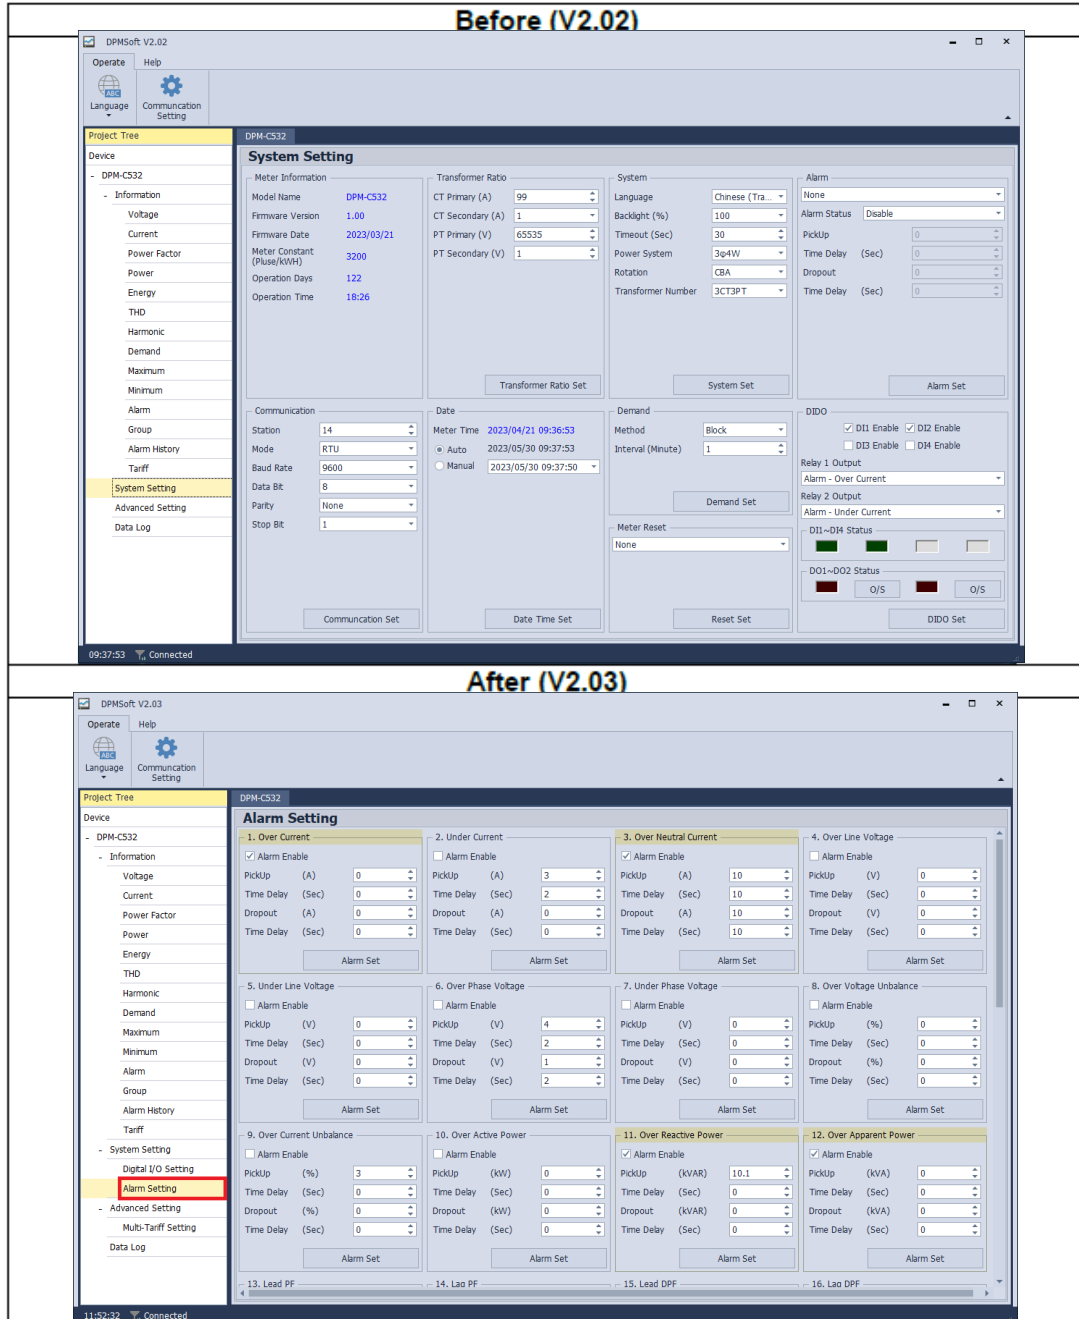 Before (V2.02)
DPMSoft V2.02
Operate Help
ABC
Language Communcation Setting
Project Tree
Device
- DPM-C532
- Information
Voltage
Current
Power Factor
Power
Energy
THD
Harmonic
Demand
Maximum
Minimum
Alarm
Group
Alarm History
Tariff
System Setting
Advanced Setting
Data Log
DPM-C532
System Setting
Meter Information
Model Name DPM-C532
Firmware Version 1.00
Firmware Date 2023/03/21
Meter Constant (Pluse/kWH) 3200
Operation Days 122
Operation Time 18:26
Transformer Ratio
CT Primary (A) 99
CT Secondary (A) 1
PT Primary (V) 65535
PT Secondary (V) 1
Transformer Ratio Set
System
Language Chinese (Tra...
Backlight (%) 100
Timeout (Sec) 30
Power System 3φ4W
Rotation CBA
Transformer Number 3CT3PT
System Set
Alarm
None
Alarm Status Disable
PickUp 0
Time Delay (Sec) 0
Dropout 0
Time Delay (Sec) 0
Alarm Set
Communication
Station 14
Mode RTU
Baud Rate 9600
Data Bit 8
Parity None
Stop Bit 1
Communcation Set
Date
Meter Time 2023/04/21 09:36:53
Auto 2023/05/30 09:37:53
Manual 2023/05/30 09:37:50
Date Time Set
Demand
Method Block
Interval (Minute) 1
Demand Set
Meter Reset
None
Reset Set
DIDO
DI1 Enable DI2 Enable
DI3 Enable DI4 Enable
Relay 1 Output
Alarm - Over Current
Relay 2 Output
Alarm - Under Current
DI1~DI4 Status
DO1~DO2 Status
O/S O/S
DIDO Set
09:37:53 Connected
After (V2.03)
DPMSoft V2.03
Operate Help
ABC
Language Communcation Setting
Project Tree
Device
- DPM-C532
- Information
Voltage
Current
Power Factor
Power
Energy
THD
Harmonic
Demand
Maximum
Minimum
Alarm
Group
Alarm History
Tariff
- System Setting
Digital I/O Setting
Alarm Setting
- Advanced Setting
Multi-Tariff Setting
Data Log
DPM-C532
Alarm Setting
1. Over Current
Alarm Enable
PickUp (A) 0
Time Delay (Sec) 0
Dropout (A) 0
Time Delay (Sec) 0
Alarm Set
2. Under Current
Alarm Enable
PickUp (A) 3
Time Delay (Sec) 2
Dropout (A) 0
Time Delay (Sec) 0
Alarm Set
3. Over Neutral Current
Alarm Enable
PickUp (A) 10
Time Delay (Sec) 10
Dropout (A) 10
Time Delay (Sec) 10
Alarm Set
4. Over Line Voltage
Alarm Enable
PickUp (V) 0
Time Delay (Sec) 0
Dropout (V) 0
Time Delay (Sec) 0
Alarm Set
5. Under Line Voltage
Alarm Enable
PickUp (V) 0
Time Delay (Sec) 0
Dropout (V) 0
Time Delay (Sec) 0
Alarm Set
6. Over Phase Voltage
Alarm Enable
PickUp (V) 4
Time Delay (Sec) 2
Dropout (V) 1
Time Delay (Sec) 2
Alarm Set
7. Under Phase Voltage
Alarm Enable
PickUp (V) 0
Time Delay (Sec) 0
Dropout (V) 0
Time Delay (Sec) 0
Alarm Set
8. Over Voltage Unbalance
Alarm Enable
PickUp (%) 0
Time Delay (Sec) 0
Dropout (%) 0
Time Delay (Sec) 0
Alarm Set
9. Over Current Unbalance
Alarm Enable
PickUp (%) 3
Time Delay (Sec) 0
Dropout (%) 0
Time Delay (Sec) 0
Alarm Set
10. Over Active Power
Alarm Enable
PickUp (kW) 0
Time Delay (Sec) 0
Dropout (kW) 0
Time Delay (Sec) 0
Alarm Set
11. Over Reactive Power
Alarm Enable
PickUp (kVAR) 10.1
Time Delay (Sec) 0
Dropout (kVAR) 0
Time Delay (Sec) 0
Alarm Set
12. Over Apparent Power
Alarm Enable
PickUp (kVA) 0
Time Delay (Sec) 0
Dropout (kVA) 0
Time Delay (Sec) 0
Alarm Set
13. Lead PF
14. Lag PF
15. Lead DPF
16. Lag DPF
11:52:32 Connected